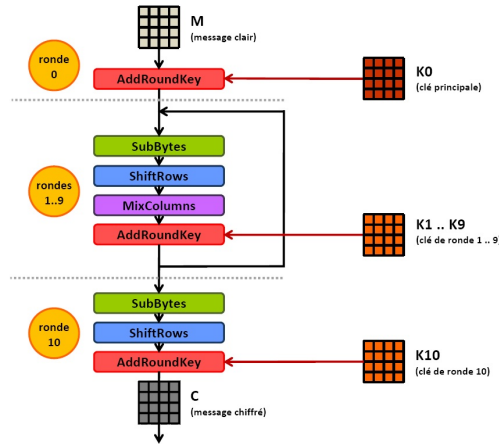 M
(message clair)
ronde
0
AddRoundKey
K0
(clé principale)
SubBytes
ShiftRows
rondes
1..9
MixColumns
AddRoundKey
K1 .. K9
(clé de ronde 1 .. 9)
SubBytes
ronde
10
ShiftRows
AddRoundKey
K10
(clé de ronde 10)
C
(message chiffré)